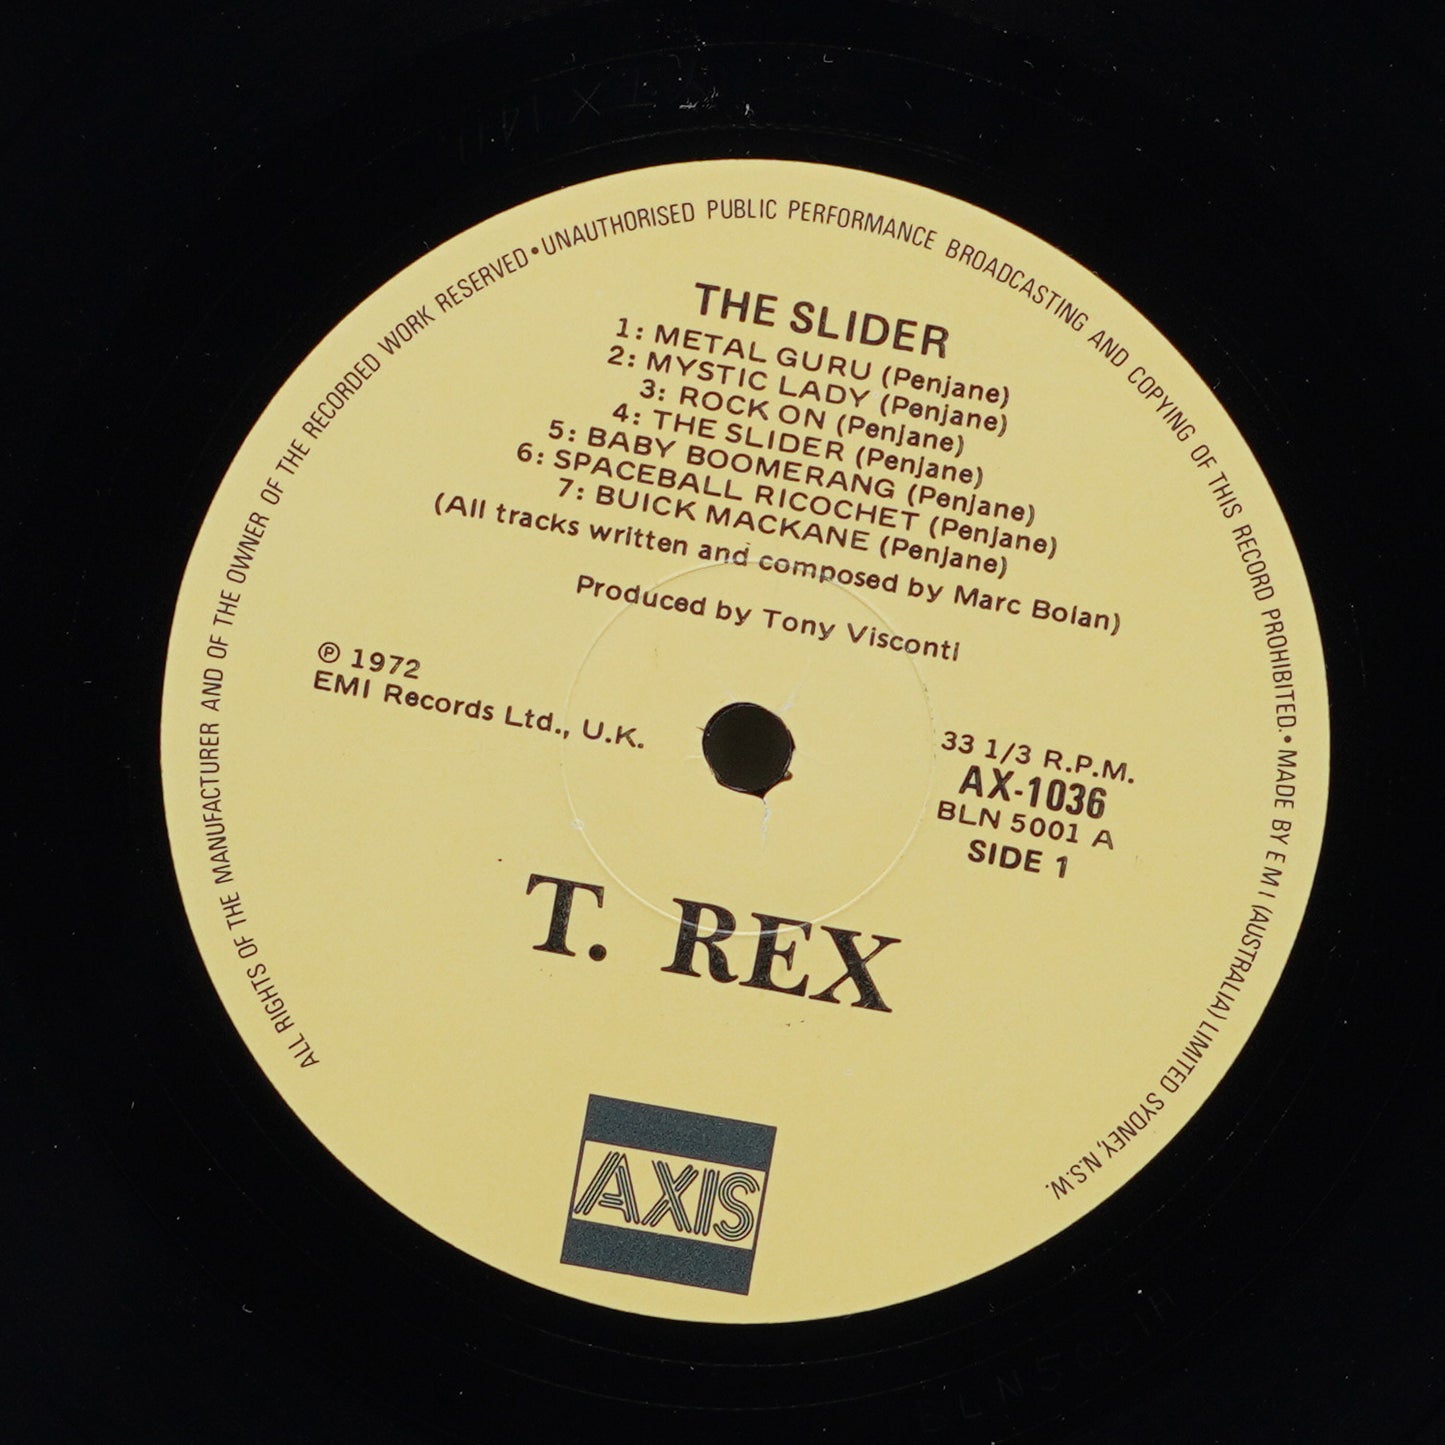 ALL RIGHTS OF THE MANUFACTURER AND OF THE OWNER OF THE RECORDED WORK RESERVED • UNAUTHORISED PUBLIC PERFORMANCE BROADCASTING AND COPYING OF THIS RECORD PROHIBITED. • MADE BY E M I (AUSTRALIA) LIMITED SYDNEY, N.S.W.
THE SLIDER
1: METAL GURU (Penjane)
2: MYSTIC LADY (Penjane)
3: ROCK ON (Penjane)
4: THE SLIDER (Penjane)
5: BABY BOOMERANG (Penjane)
6: SPACEBALL RICOCHET (Penjane)
7: BUICK MACKANE (Penjane)
(All tracks written and composed by Marc Bolan)
Produced by Tony Visconti
℗ 1972
EMI Records Ltd., U.K.
33 1/3 R.P.M.
AX-1036
BLN 5001 A
SIDE 1
T. REX
AXIS